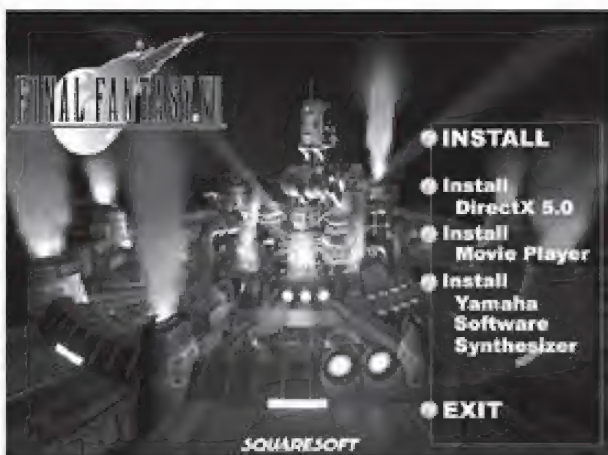 FINAL FANTASY VII
INSTALL
Install
DirectX 5.0
Install
Movie Player
Install
Yamaha
Software
Synthesizer
EXIT
SQUARESOFT